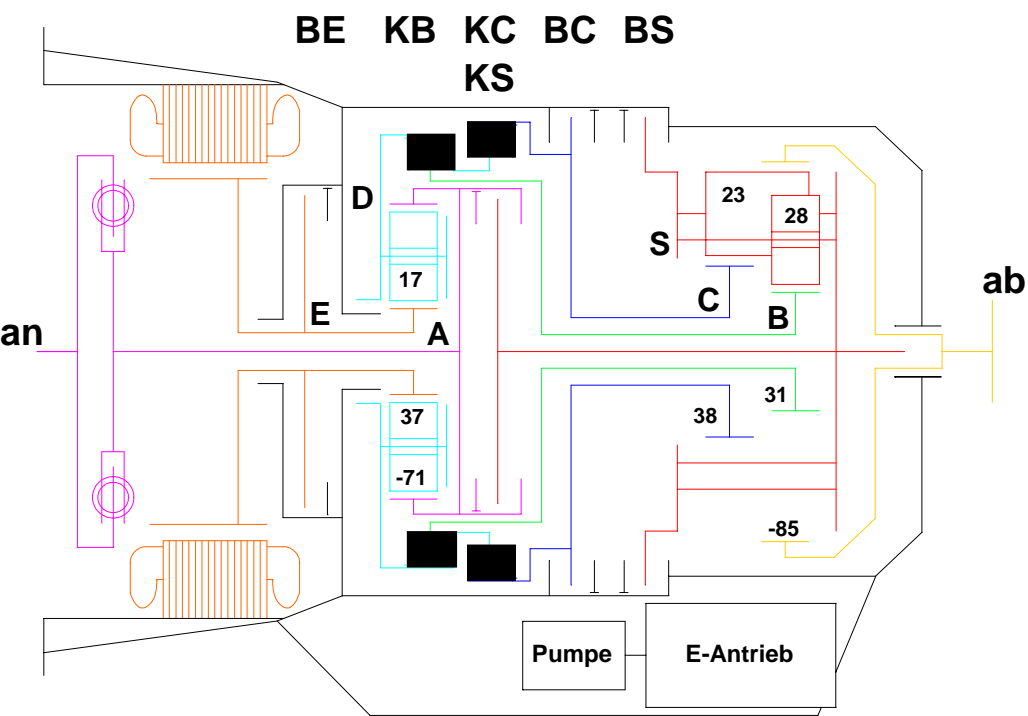 BE KB KC BC BS
KS
D
23
28
S
17
C
E
B
A
an
ab
37
38
31
-71
-85
Pumpe
E-Antrieb